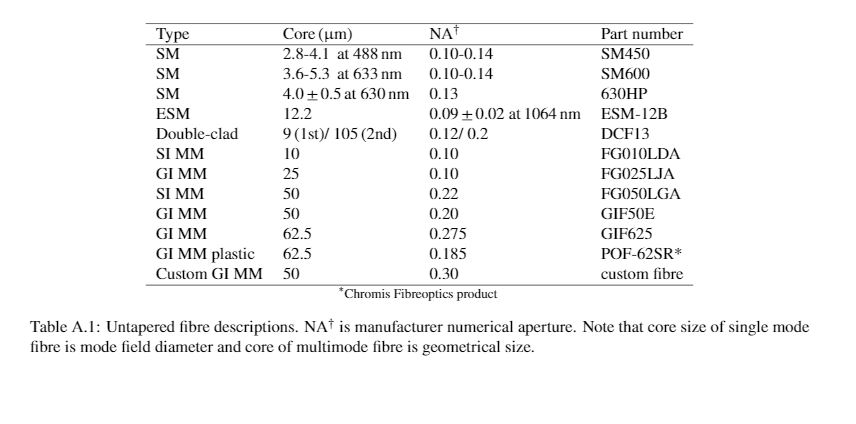 Type Core (μm) NA† Part number
SM 2.8-4.1 at 488 nm 0.10-0.14 SM450
SM 3.6-5.3 at 633 nm 0.10-0.14 SM600
SM 4.0 ± 0.5 at 630 nm 0.13 630HP
ESM 12.2 0.09 ± 0.02 at 1064 nm ESM-12B
Double-clad 9 (1st)/ 105 (2nd) 0.12/ 0.2 DCF13
SI MM 10 0.10 FG010LDA
GI MM 25 0.10 FG025LJA
SI MM 50 0.22 FG050LGA
GI MM 50 0.20 GIF50E
GI MM 62.5 0.275 GIF625
GI MM plastic 62.5 0.185 POF-62SR*
Custom GI MM 50 0.30 custom fibre
*Chromis Fibreoptics product
Table A.1: Untapered fibre descriptions. NA† is manufacturer numerical aperture. Note that core size of single mode
fibre is mode field diameter and core of multimode fibre is geometrical size.